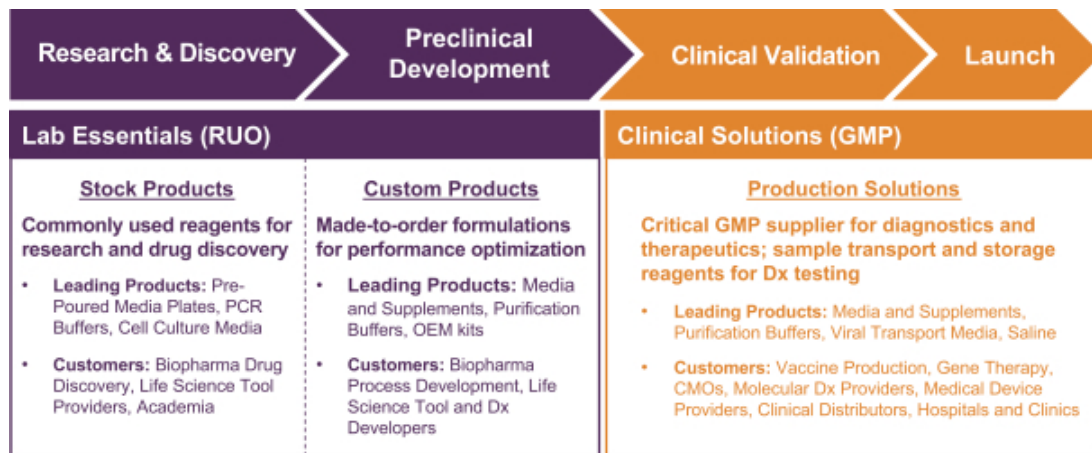 Research & Discovery
Preclinical
Development
Clinical Validation
Launch
Lab Essentials (RUO)
Stock Products
Commonly used reagents for
research and drug discovery
• Leading Products: Pre-
Poured Media Plates, PCR
Buffers, Cell Culture Media
• Customers: Biopharma Drug
Discovery, Life Science Tool
Providers, Academia
Custom Products
Made-to-order formulations
for performance optimization
• Leading Products: Media
and Supplements, Purification
Buffers, OEM kits
• Customers: Biopharma
Process Development, Life
Science Tool and Dx
Developers
Clinical Solutions (GMP)
Production Solutions
Critical GMP supplier for diagnostics and
therapeutics; sample transport and storage
reagents for Dx testing
• Leading Products: Media and Supplements,
Purification Buffers, Viral Transport Media, Saline
• Customers: Vaccine Production, Gene Therapy,
CMOs, Molecular Dx Providers, Medical Device
Providers, Clinical Distributors, Hospitals and Clinics